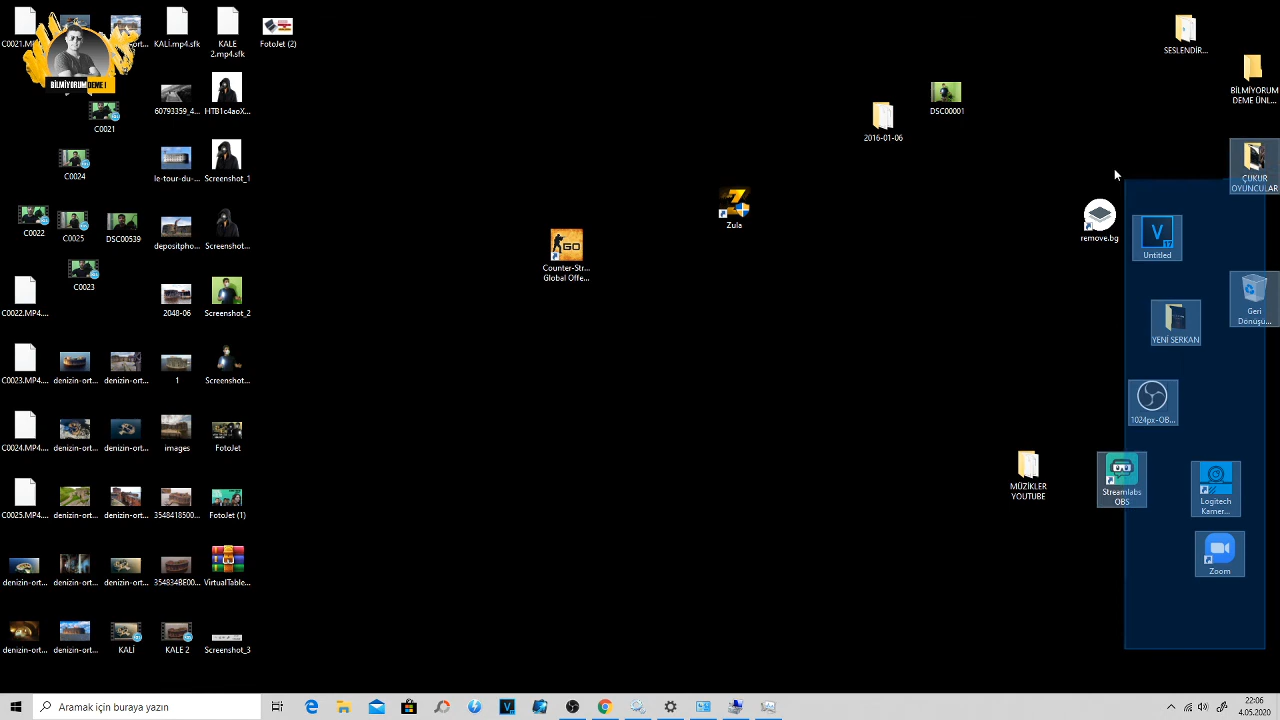 C0021.M
ort...
KALİ.mp4.sfk
KALE
2.mp4.sfk
FotoJet (2)
SESLENDİR...
BİLMİYORUM
DEME ÜNL...
BİLMİYORUM DEME !
C0021
60793359_4...
HTB1c4aoX...
DSC00001
2016-01-06
C0024
le-tour-du-...
Screenshot_1
ÇUKUR
OYUNCULAR
C0022
C0025
DSC00539
depositpho...
Screenshot...
GO
Counter-Str...
Global Offe...
Zula
remove.bg
V
17
Untitled
C0023
C0022.MP4....
2048-06
Screenshot_2
Geri
Dönüşü...
YENİ SERKAN
C0023.MP4....
denizin-ort...
denizin-ort...
1
Screenshot...
1024px-OB...
C0024.MP4....
denizin-ort...
denizin-ort...
images
FotoJet
MÜZİKLER
YOUTUBE
Streamlabs
OBS
Logitech
Kamer...
C0025.MP4....
denizin-ort...
denizin-ort...
3548418500...
FotoJet (1)
Zoom
denizin-ort...
denizin-ort...
denizin-ort...
354834BE00...
VirtualTable...
denizin-ort...
denizin-ort...
KALİ
KALE 2
Screenshot_3
Aramak için buraya yazın
V
22:06
4.05.2020